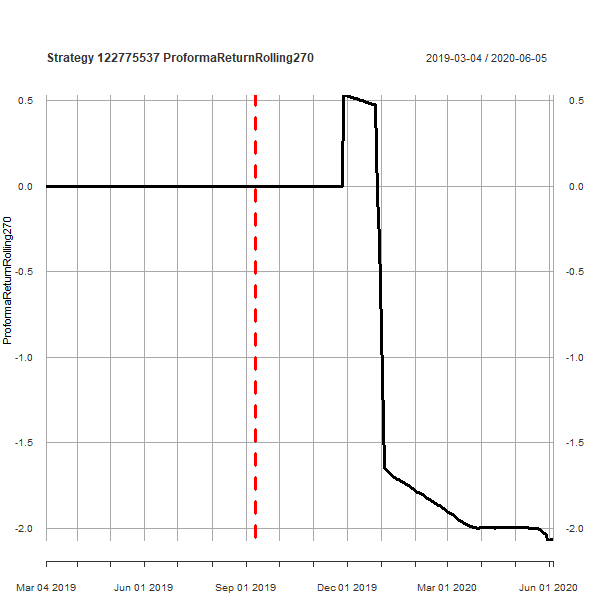 Strategy 122775537 ProformaReturnRolling270
2019-03-04 / 2020-06-05
ProformaReturnRolling270
0.5
0.5
0.0
0.0
-0.5
-0.5
-1.0
-1.0
-1.5
-1.5
-2.0
-2.0
Mar 04 2019
Jun 01 2019
Sep 01 2019
Dec 01 2019
Mar 01 2020
Jun 01 2020